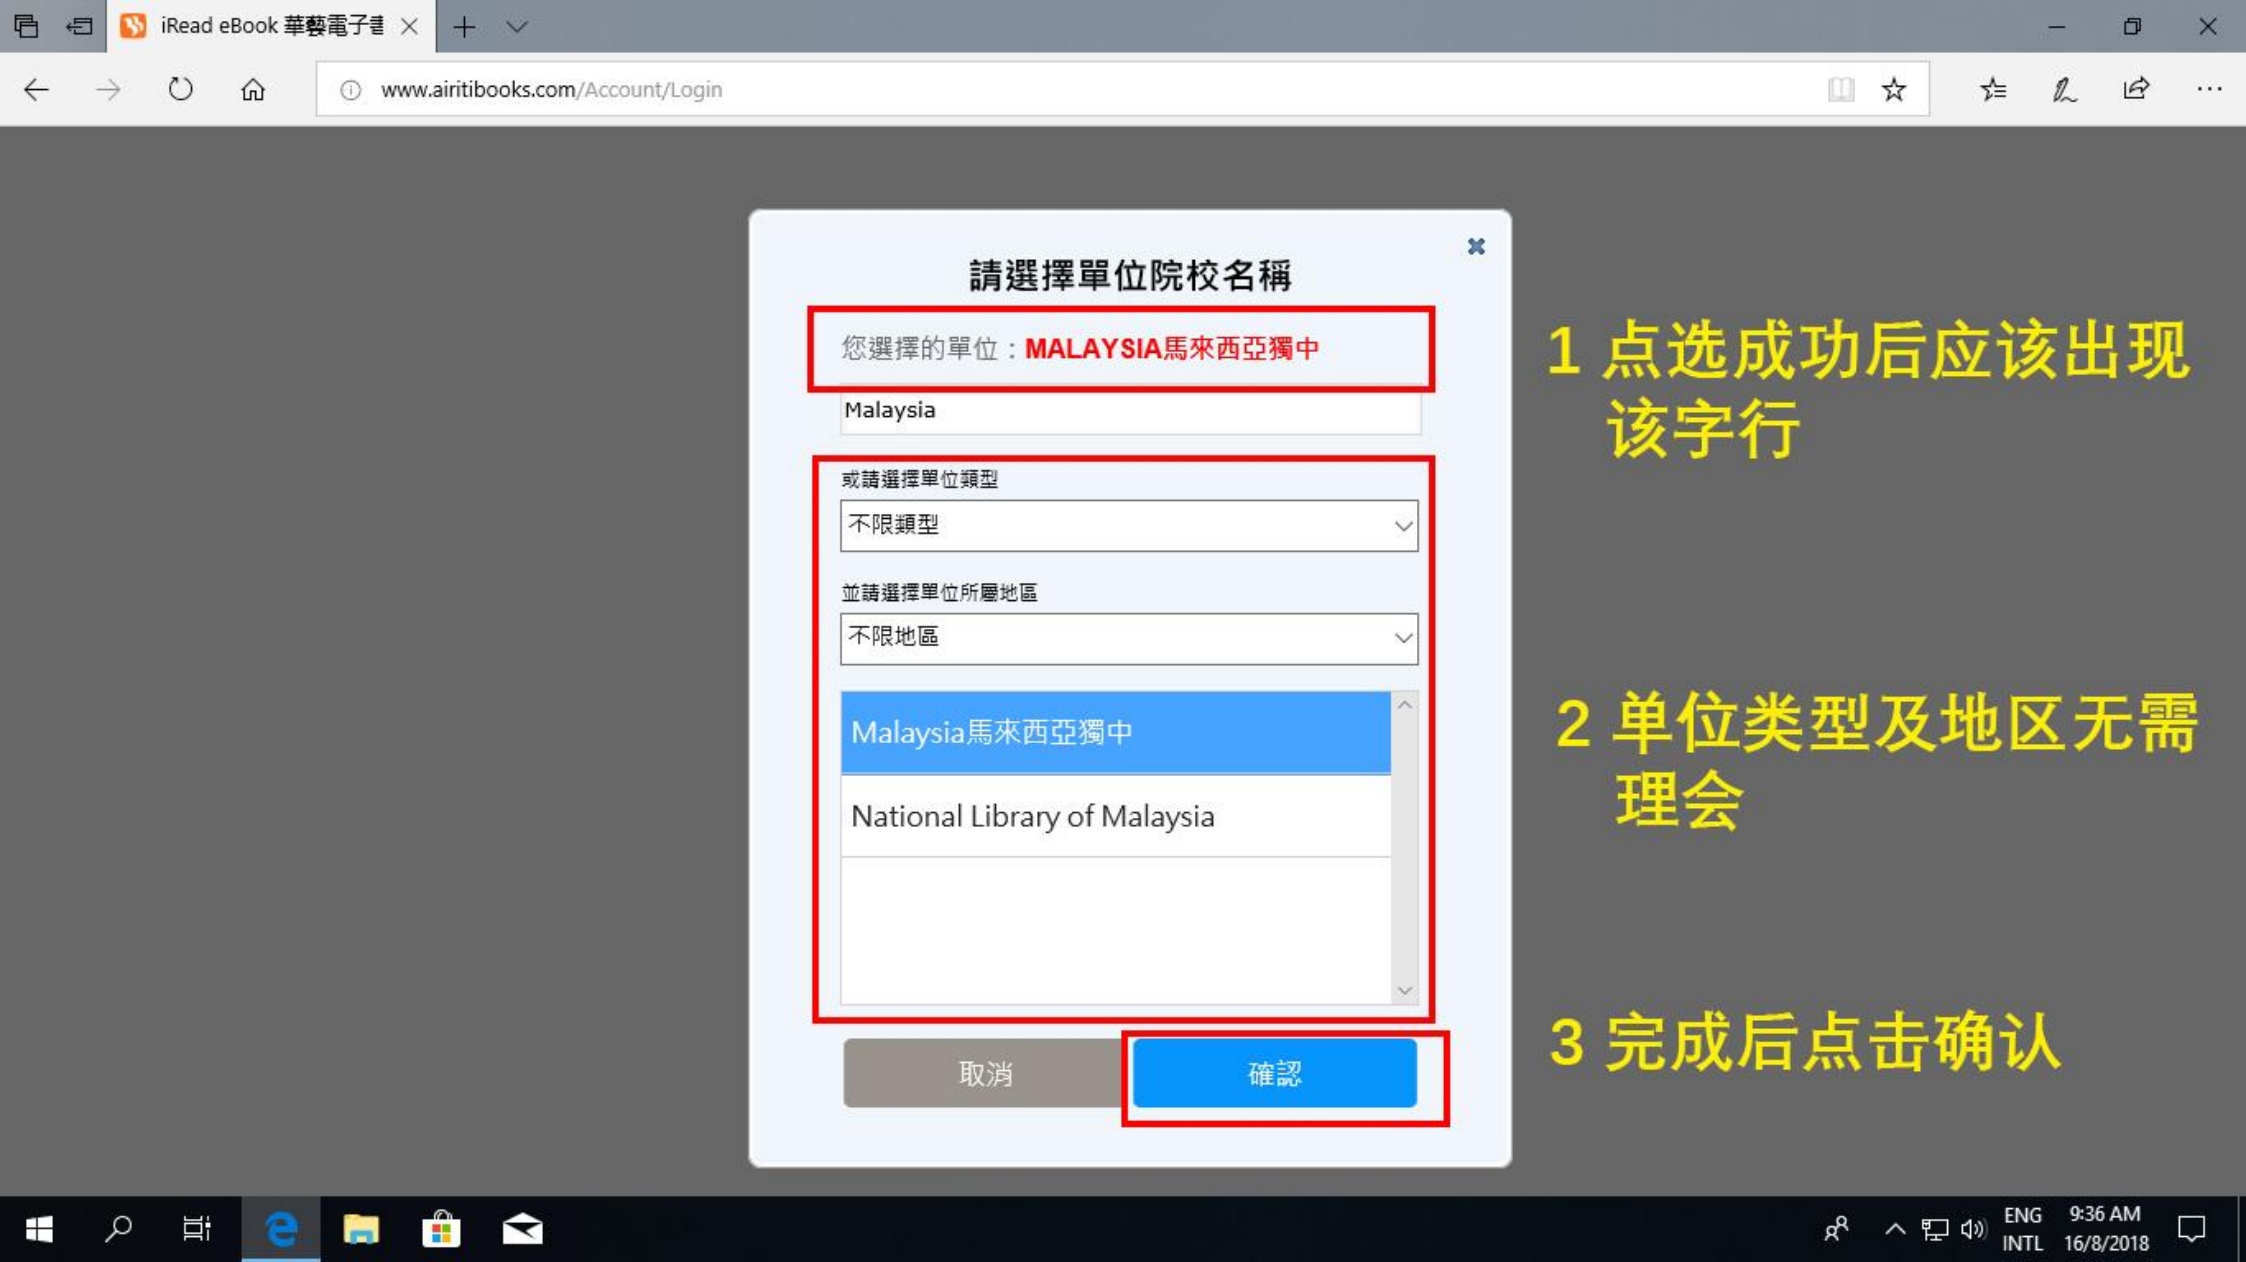 iRead eBook 華藝電子書
www.airitibooks.com/Account/Login
請選擇單位院校名稱
您選擇的單位：MALAYSIA馬來西亞獨中
Malaysia
或請選擇單位類型
不限類型
並請選擇單位所屬地區
不限地區
Malaysia馬來西亞獨中
National Library of Malaysia
取消
確認
1 点选成功后应该出现
该字行
2 单位类型及地区无需
理会
3 完成后点击确认
ENG
INTL
9:36 AM
16/8/2018